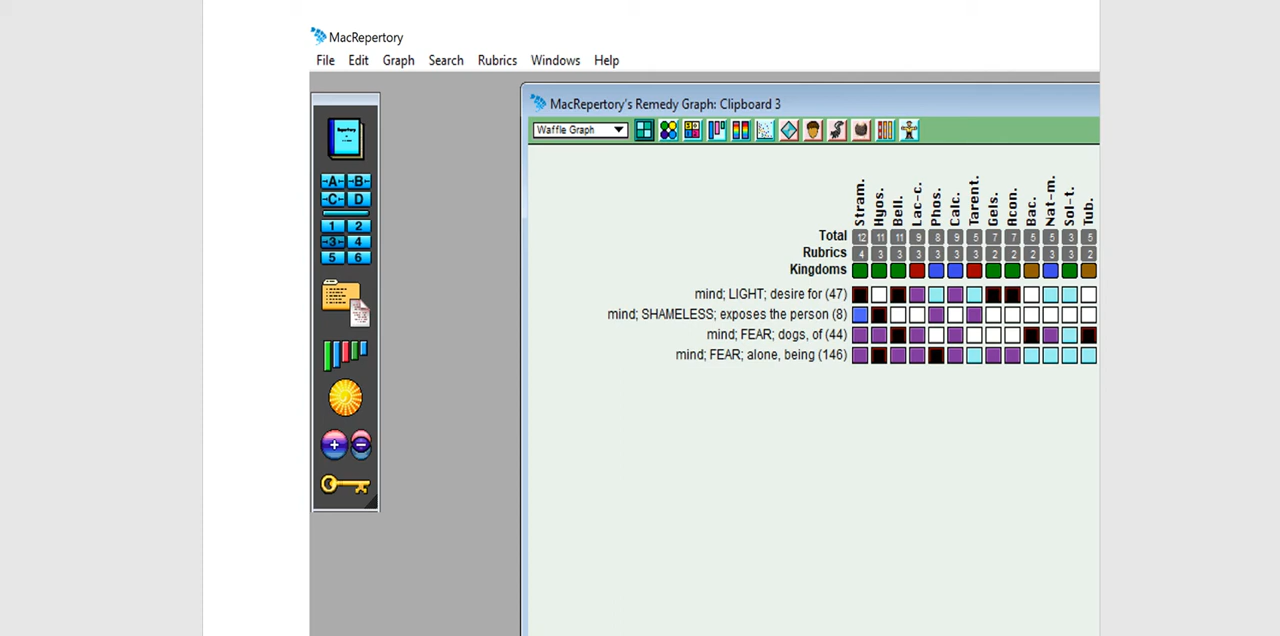 MacRepertory
File Edit Graph Search Rubrics Windows Help
MacRepertory's Remedy Graph: Clipboard 3
Waffle Graph
Stram. Hyos. Bell. Lac-c. Phos. Calc. Tarent. Gels. Acon. Bac. Nat-m. Sol-t. Tub.
Total 12 11 11 9 8 9 5 7 7 5 5 3 5
Rubrics 4 3 3 3 3 3 3 2 2 2 3 3 2
Kingdoms
mind; LIGHT; desire for (47)
mind; SHAMELESS; exposes the person (8)
mind; FEAR; dogs, of (44)
mind; FEAR; alone, being (146)
Repertory
A B
C D
1 2
3 4
5 6